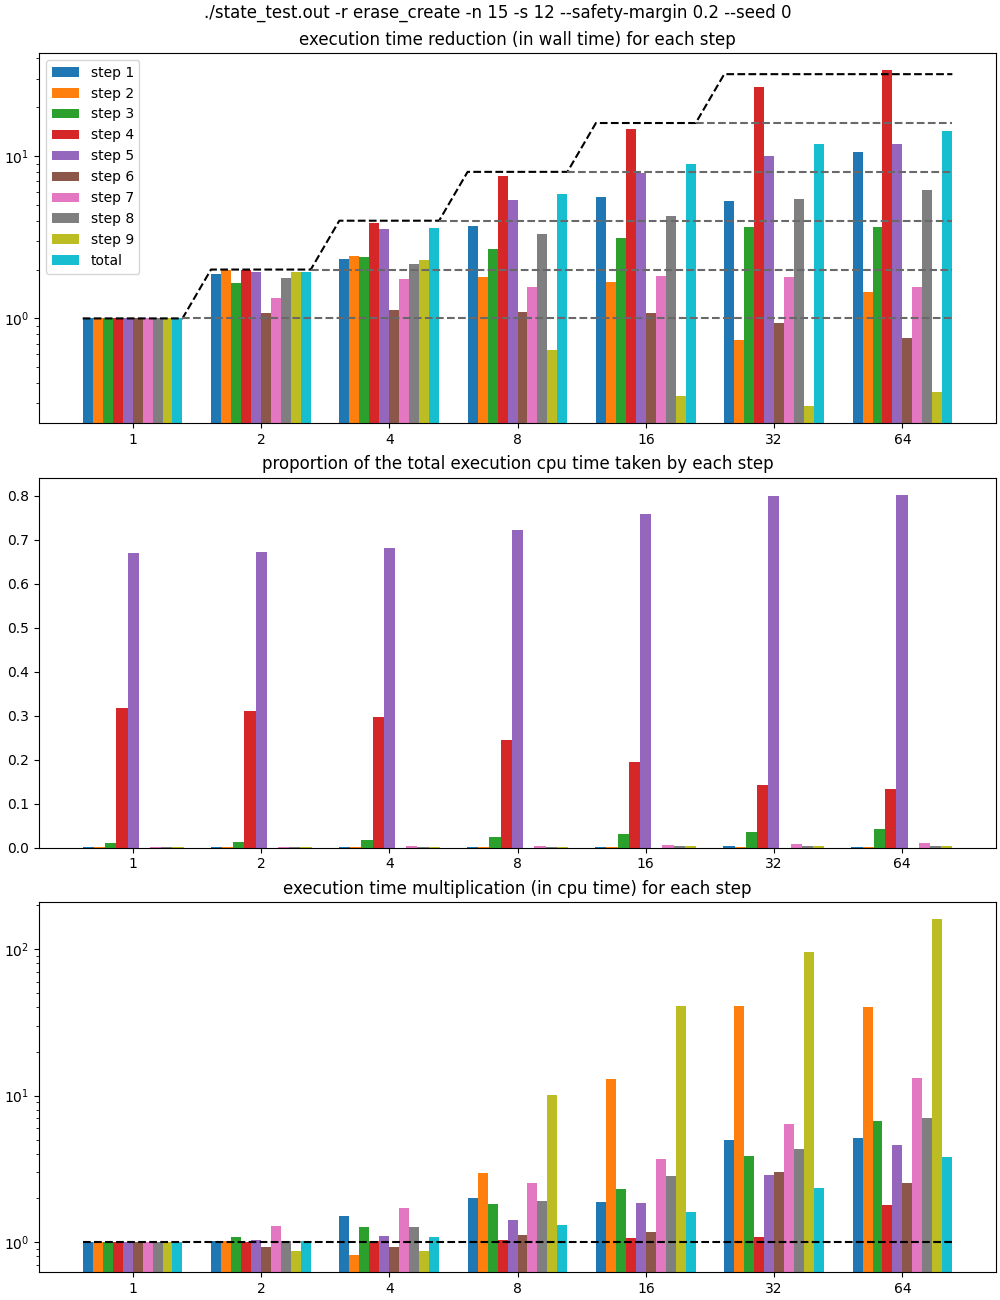 ./state_test.out -r erase_create -n 15 -s 12 --safety-margin 0.2 --seed 0
execution time reduction (in wall time) for each step
step 1
step 2
step 3
step 4
step 5
step 6
step 7
step 8
step 9
total
10¹
10⁰
1 2 4 8 16 32 64
proportion of the total execution cpu time taken by each step
0.8
0.7
0.6
0.5
0.4
0.3
0.2
0.1
0.0
1 2 4 8 16 32 64
execution time multiplication (in cpu time) for each step
10²
10¹
10⁰
1 2 4 8 16 32 64